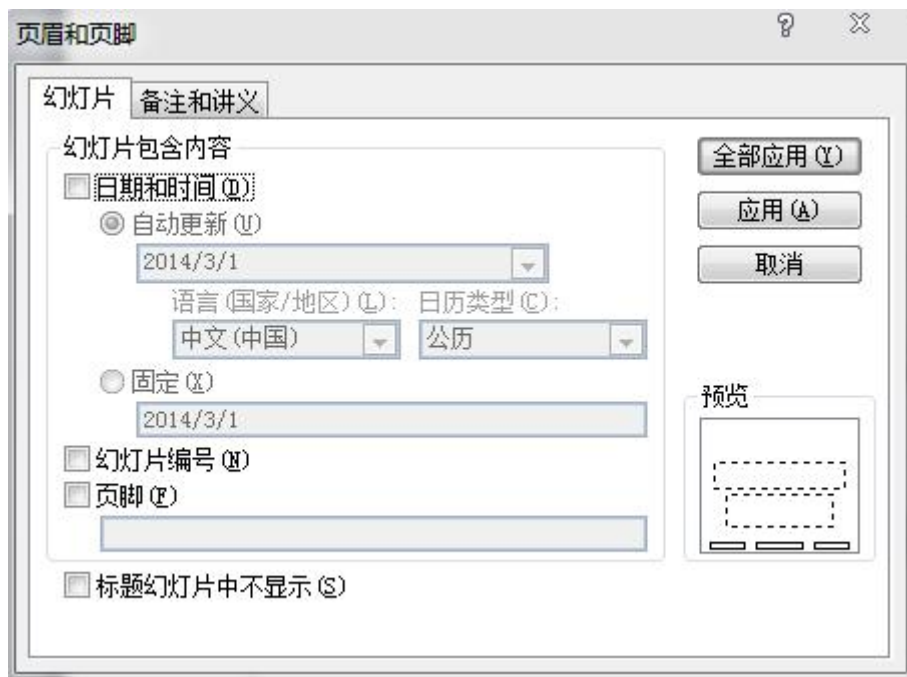 页眉和页脚
幻灯片 备注和讲义
幻灯片包含内容
日期和时间(D)
自动更新(U)
2014/3/1
语言(国家/地区)(L): 日历类型(C):
中文(中国) 公历
固定(X)
2014/3/1
幻灯片编号(N)
页脚(F)
标题幻灯片中不显示(S)
全部应用(Y)
应用(A)
取消
预览